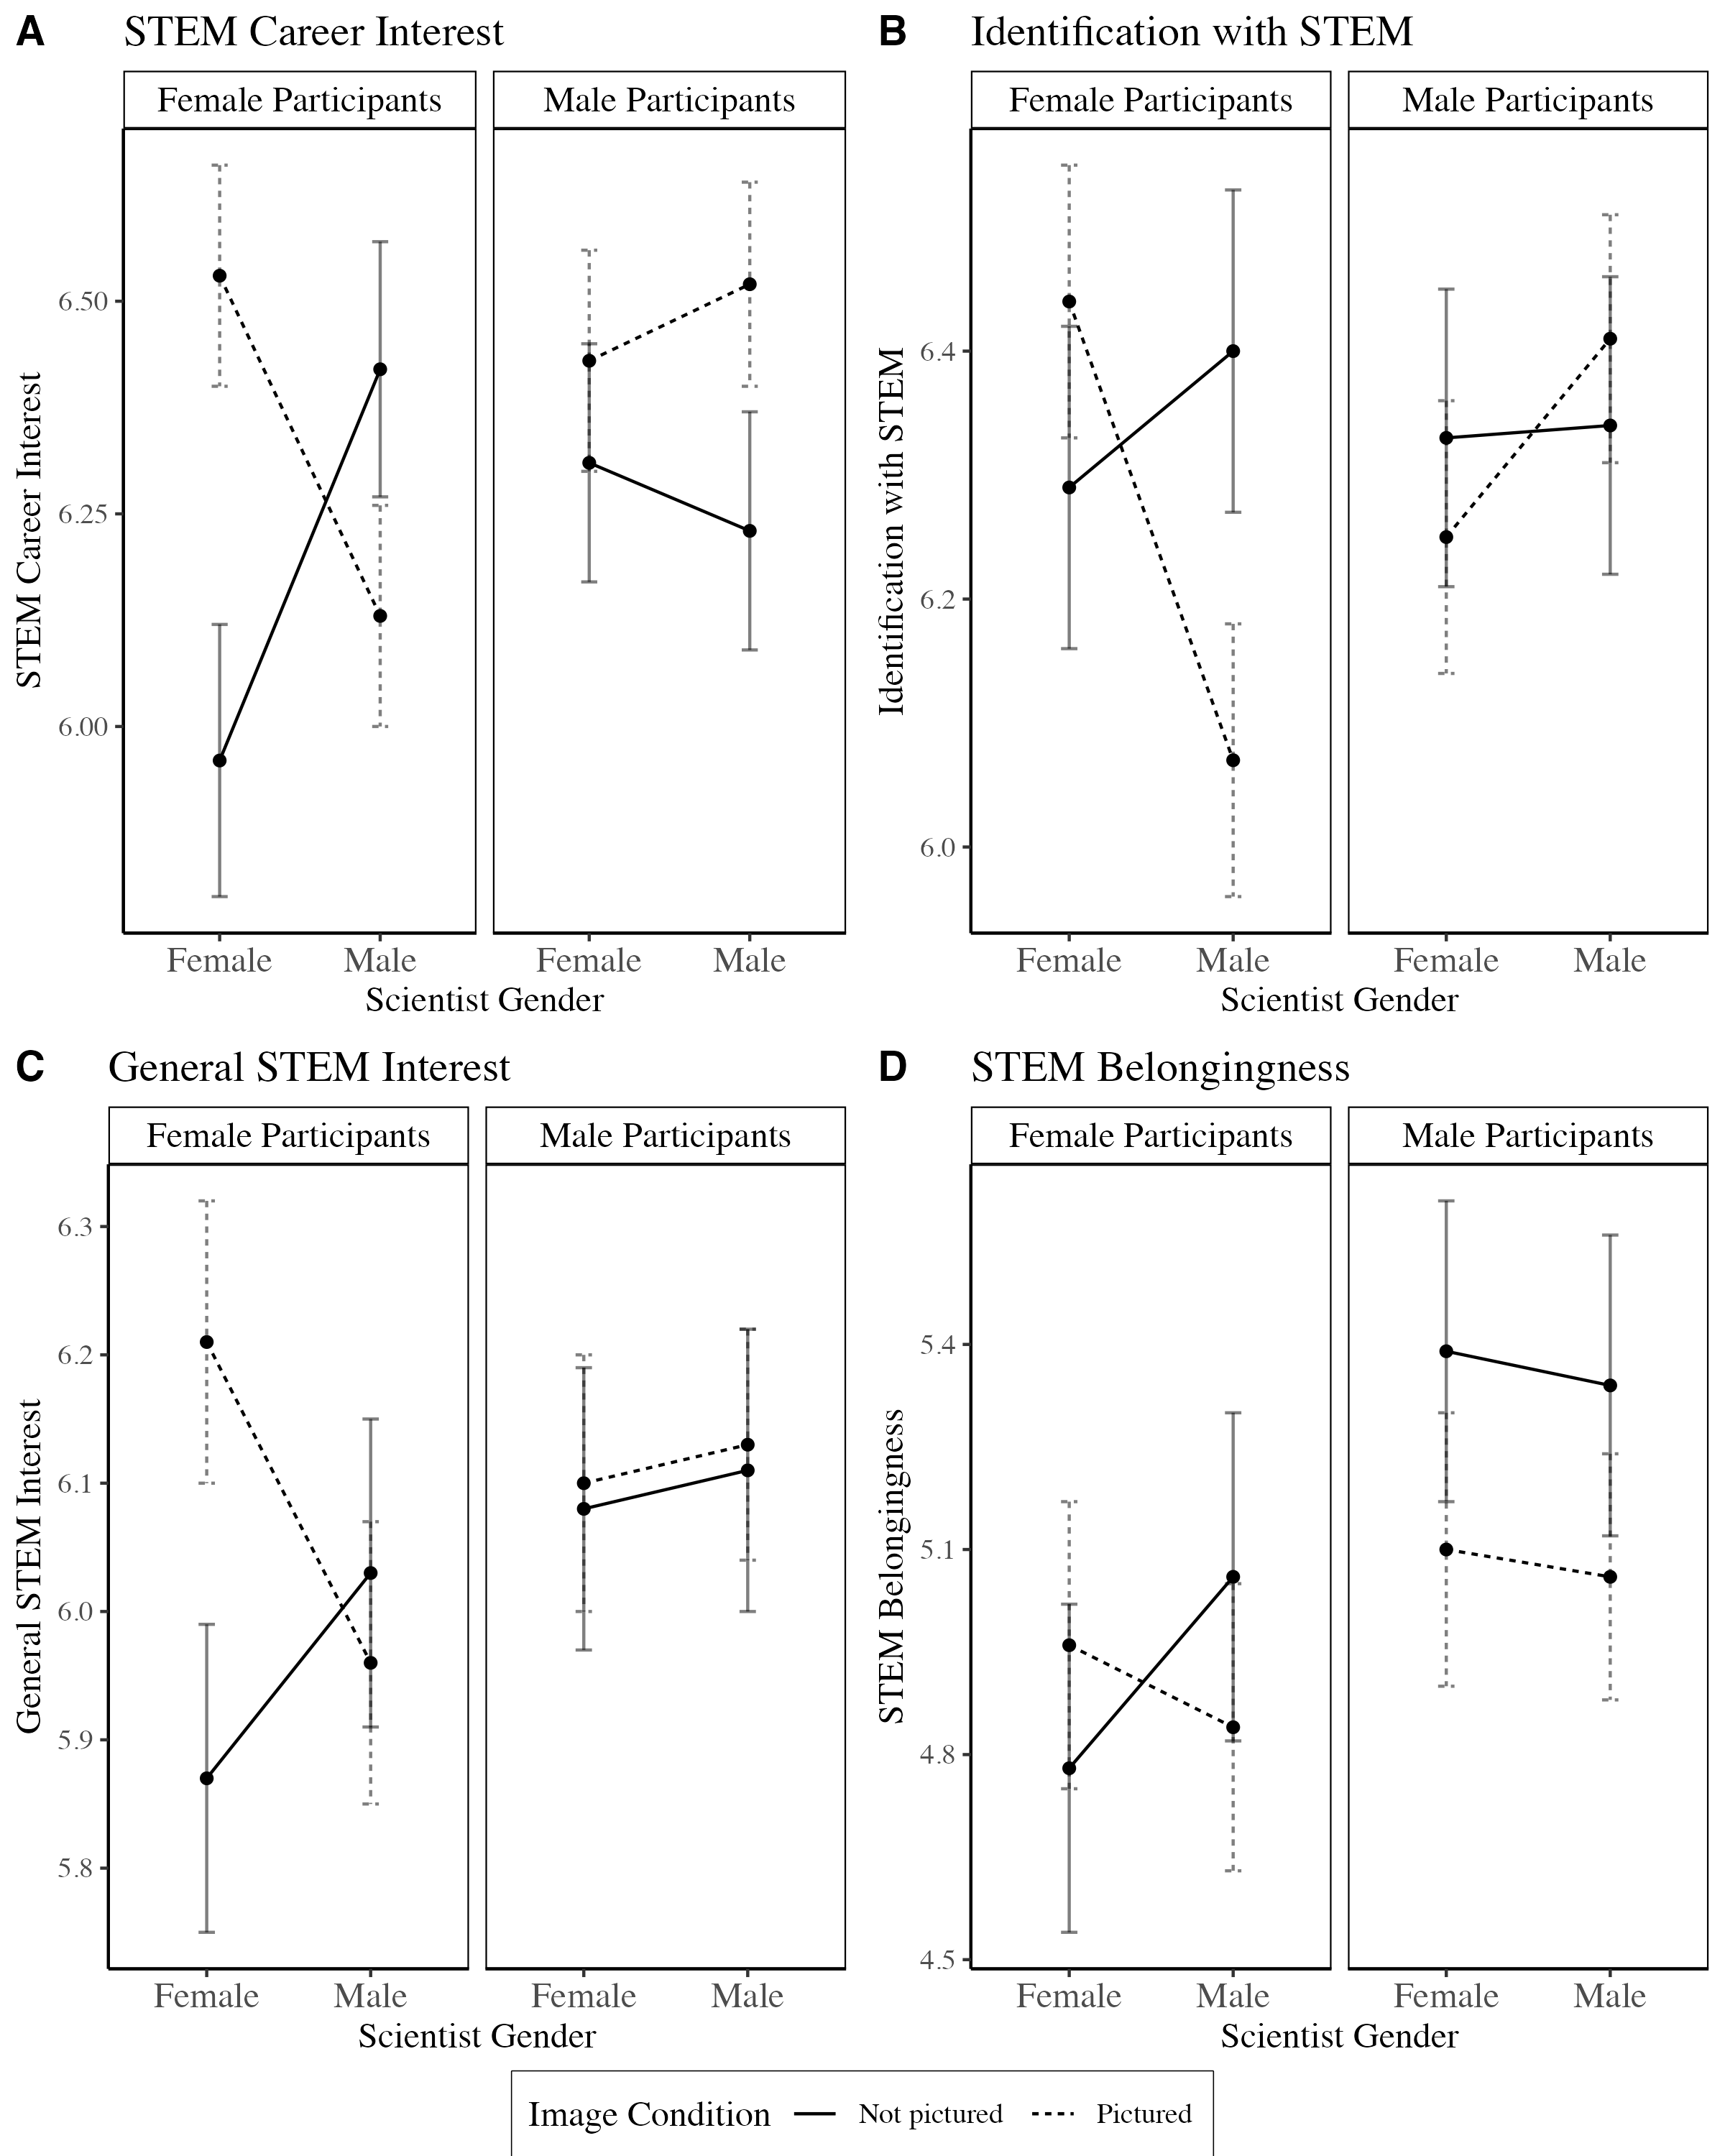 A STEM Career Interest
Female Participants Male Participants
STEM Career Interest
6.50
6.25
6.00
Female Male Female Male
Scientist Gender
B Identification with STEM
Female Participants Male Participants
Identification with STEM
6.4
6.2
6.0
Female Male Female Male
Scientist Gender
C General STEM Interest
Female Participants Male Participants
General STEM Interest
6.3
6.2
6.1
6.0
5.9
5.8
Female Male Female Male
Scientist Gender
D STEM Belongingness
Female Participants Male Participants
STEM Belongingness
5.4
5.1
4.8
4.5
Female Male Female Male
Scientist Gender
Image Condition Not pictured Pictured